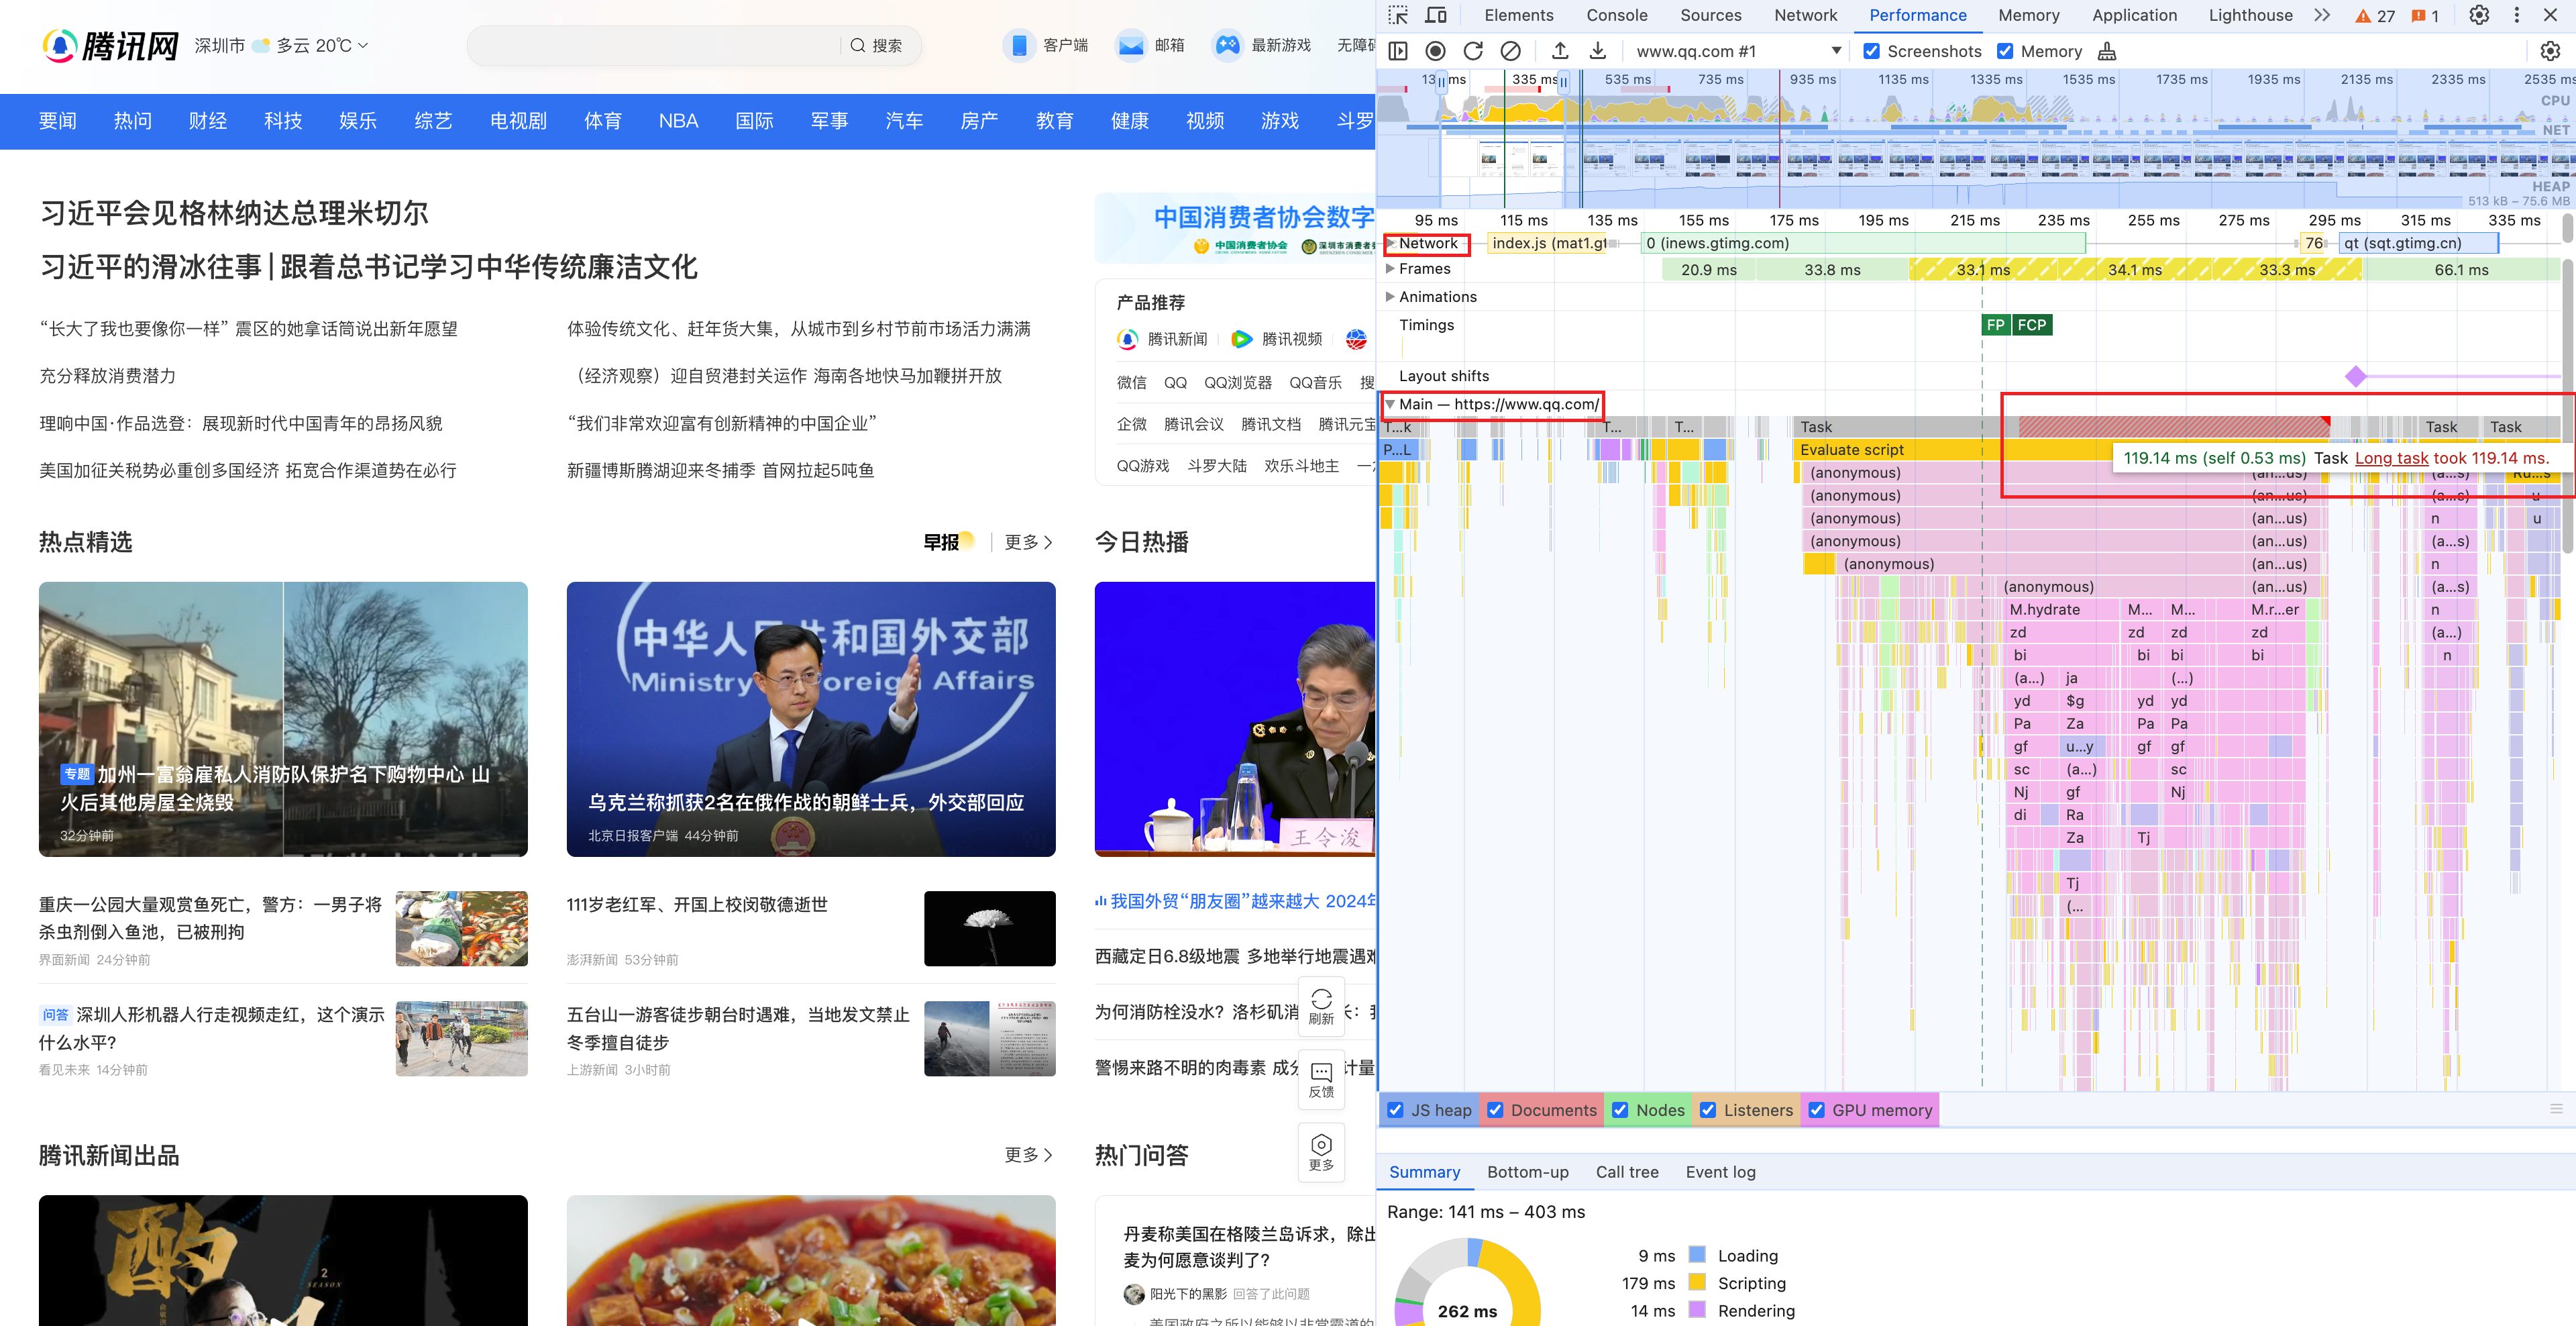 腾讯网
深圳市 多云 20℃
搜索
客户端
邮箱
最新游戏
要闻 热问 财经 科技 娱乐 综艺 电视剧 体育 NBA 国际 军事 汽车 房产 教育 健康 视频 游戏 斗罗
习近平会见格林纳达总理米切尔
习近平的滑冰往事|跟着总书记学习中华传统廉洁文化
“长大了我也要像你一样” 震区的她拿话筒说出新年愿望
体验传统文化、赶年货大集，从城市到乡村节前市场活力满满
充分释放消费潜力
（经济观察）迎自贸港封关运作 海南各地快马加鞭拼开放
理响中国·作品选登：展现新时代中国青年的昂扬风貌
“我们非常欢迎富有创新精神的中国企业”
美国加征关税势必重创多国经济 拓宽合作渠道势在必行
新疆博斯腾湖迎来冬捕季 首网拉起5吨鱼
中国消费者协会数字
中国消费者协会
产品推荐
腾讯新闻 腾讯视频
微信 QQ QQ浏览器 QQ音乐 搜
企微 腾讯会议 腾讯文档 腾讯元宝
QQ游戏 斗罗大陆 欢乐斗地主
热点精选
早报
更多
今日热播
专题 加州一富翁雇私人消防队保护名下购物中心 山
火后其他房屋全烧毁
32分钟前
中华人民共和国外交部
Ministry Foreign Affairs
乌克兰称抓获2名在俄作战的朝鲜士兵，外交部回应
北京日报客户端 44分钟前
王令浚
重庆一公园大量观赏鱼死亡，警方：一男子将
杀虫剂倒入鱼池，已被刑拘
界面新闻 24分钟前
111岁老红军、开国上校闵敬德逝世
澎湃新闻 53分钟前
问答 深圳人形机器人行走视频走红，这个演示
什么水平？
看见未来 14分钟前
五台山一游客徒步朝台时遇难，当地发文禁止
冬季擅自徒步
上游新闻 3小时前
我国外贸“朋友圈”越来越大 2024年
西藏定日6.8级地震 多地举行地震遇难
为何消防栓没水？洛杉矶消
警惕来路不明的肉毒素 成分
计量
刷新
反馈
更多
腾讯新闻出品
更多
热门问答
丹麦称美国在格陵兰岛诉求，除出
麦为何愿意谈判了？
阳光下的黑影 回答了此问题
2
SEASON
Elements Console Sources Network Performance Memory Application Lighthouse 27 1
www.qq.com #1 Screenshots Memory
335 ms 535 ms 735 ms 935 ms 1135 ms 1335 ms 1535 ms 1735 ms 1935 ms 2135 ms 2335 ms 2535 ms
CPU
NET
HEAP
513 kB – 75.6 MB
95 ms 115 ms 135 ms 155 ms 175 ms 195 ms 215 ms 235 ms 255 ms 275 ms 295 ms 315 ms 335 ms
Network index.js (mat1.gt 0 (inews.gtimg.com) 76 qt (sqt.gtimg.cn)
Frames 20.9 ms 33.8 ms 33.1 ms 34.1 ms 33.3 ms 66.1 ms
Animations
Timings FP FCP
Layout shifts
Main — https://www.qq.com/
T...k T... T... Task Task Task
P...L Evaluate script
119.14 ms (self 0.53 ms) Task Long task took 119.14 ms.
(anonymous) (an...us) (a...s) Ru...s
(anonymous) (an...us) (a...s) u
(anonymous) (an...us) n u
(anonymous) (an...us) (a...s)
(anonymous) (an...us) n
(anonymous) (an...us) (a...s)
M.hydrate M... M... M.r...er n
zd zd zd zd (a...)
bi bi bi bi n
(a...) ja (...)
yd $g yd yd
Pa Za Pa Pa
gf u...y gf gf
sc (a...) sc
Nj gf Nj
di Ra
Za Tj
Tj
(...
JS heap Documents Nodes Listeners GPU memory
Summary Bottom-up Call tree Event log
Range: 141 ms – 403 ms
262 ms
9 ms Loading
179 ms Scripting
14 ms Rendering